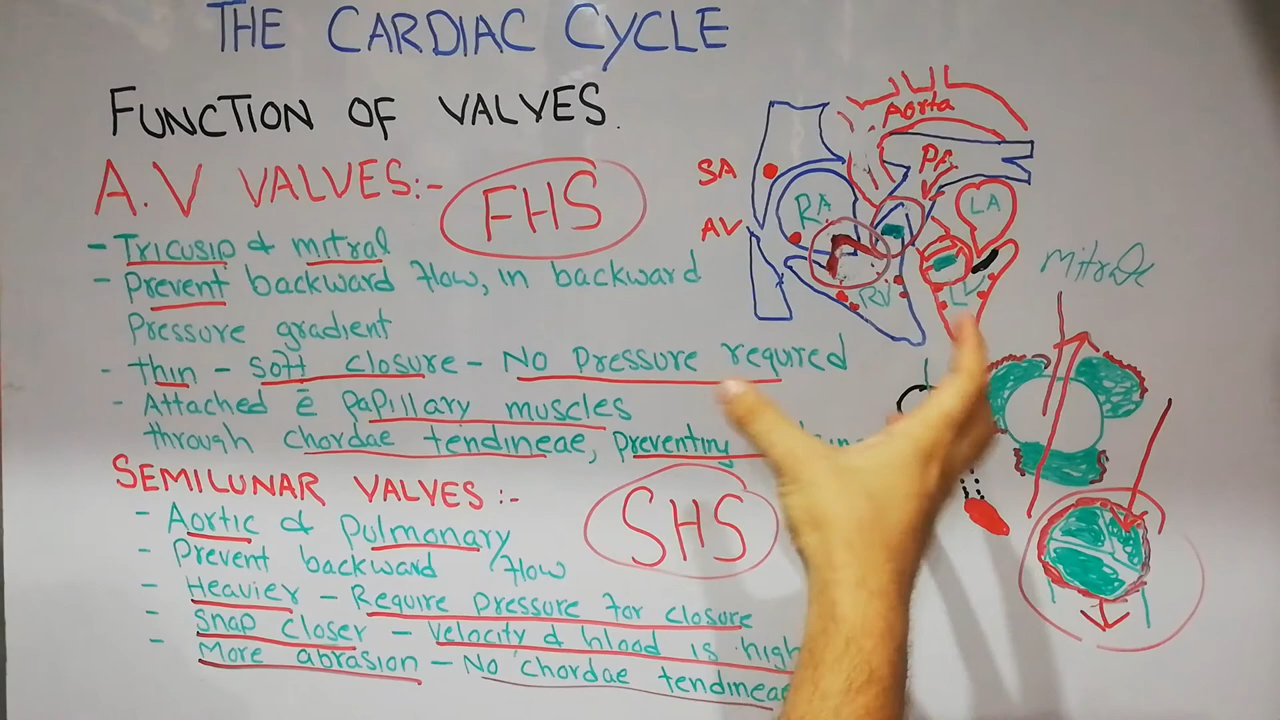 THE CARDIAC CYCLE
FUNCTION OF VALVES.
A.V VALVES:-
FHS
- Tricusip & mitral
- Prevent backward flow, in backward
Pressure gradient
- thin - soft closure - No Pressure required
- Attached ē papillary muscles
through chordae tendineae, preventing
SEMILUNAR VALVES :-
SHS
- Aortic & Pulmonary
- Prevent backward flow
- Heavier - Require Pressure for closure
- Snap closer - Velocity of blood is high
- More abrasion - No chordae tendineae
Aorta
SA
AV
RA
LA
RV
LV